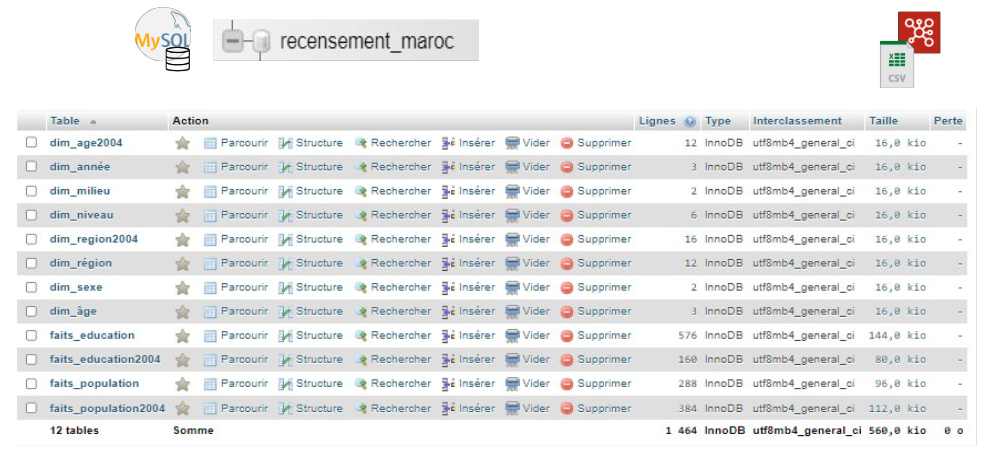 MySQL
recensement_maroc
CSV
Table Action Lignes Type Interclassement Taille Perte
dim_age2004 Parcourir Structure Rechercher Insérer Vider Supprimer 12 InnoDB utf8mb4_general_ci 16,0 kio -
dim_année Parcourir Structure Rechercher Insérer Vider Supprimer 3 InnoDB utf8mb4_general_ci 16,0 kio -
dim_milieu Parcourir Structure Rechercher Insérer Vider Supprimer 2 InnoDB utf8mb4_general_ci 16,0 kio -
dim_niveau Parcourir Structure Rechercher Insérer Vider Supprimer 6 InnoDB utf8mb4_general_ci 16,0 kio -
dim_region2004 Parcourir Structure Rechercher Insérer Vider Supprimer 16 InnoDB utf8mb4_general_ci 16,0 kio -
dim_région Parcourir Structure Rechercher Insérer Vider Supprimer 12 InnoDB utf8mb4_general_ci 16,0 kio -
dim_sexe Parcourir Structure Rechercher Insérer Vider Supprimer 2 InnoDB utf8mb4_general_ci 16,0 kio -
dim_âge Parcourir Structure Rechercher Insérer Vider Supprimer 3 InnoDB utf8mb4_general_ci 16,0 kio -
faits_education Parcourir Structure Rechercher Insérer Vider Supprimer 576 InnoDB utf8mb4_general_ci 144,0 kio -
faits_education2004 Parcourir Structure Rechercher Insérer Vider Supprimer 160 InnoDB utf8mb4_general_ci 80,0 kio -
faits_population Parcourir Structure Rechercher Insérer Vider Supprimer 288 InnoDB utf8mb4_general_ci 96,0 kio -
faits_population2004 Parcourir Structure Rechercher Insérer Vider Supprimer 384 InnoDB utf8mb4_general_ci 112,0 kio -
12 tables Somme 1 464 InnoDB utf8mb4_general_ci 560,0 kio 0 o